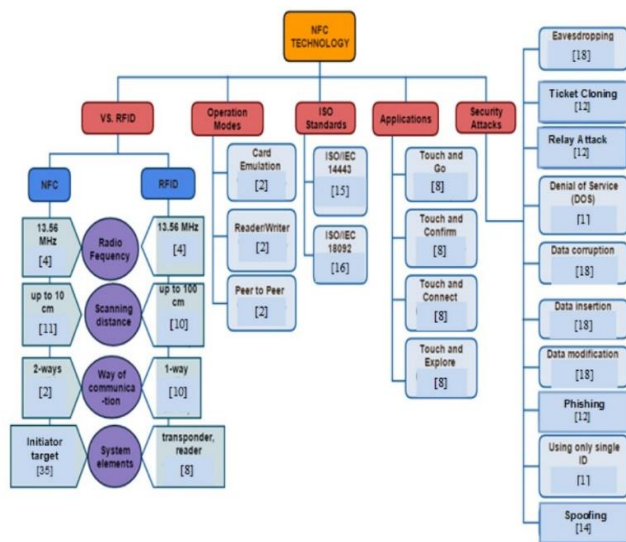 NFC
TECHNOLOGY
VS. RFID
Operation
Modes
ISO
Standards
Applications
Security
Attacks
NFC
RFID
13.56
MHz
[4]
Radio
Fequency
13.56 MHz
[4]
up to 10
cm
[11]
Scanning
distance
up to 100
cm
[10]
2-ways
[2]
Way of
communica
-tion
1-way
[10]
Initiator
target
[35]
System
elements
transponder,
reader
[8]
Card
Emulation
[2]
Reader/Writer
[2]
Peer to Peer
[2]
ISO/IEC
14443
[15]
ISO/IEC
18092
[16]
Touch and
Go
[8]
Touch and
Confirm
[8]
Touch and
Connect
[8]
Touch and
Explore
[8]
Eavesdropping
[18]
Ticket Cloning
[12]
Relay Attack
[12]
Denial of Service
(DOS)
[1]
Data corruption
[18]
Data insertion
[18]
Data modification
[18]
Phishing
[12]
Using only single
ID
[1]
Spoofing
[14]